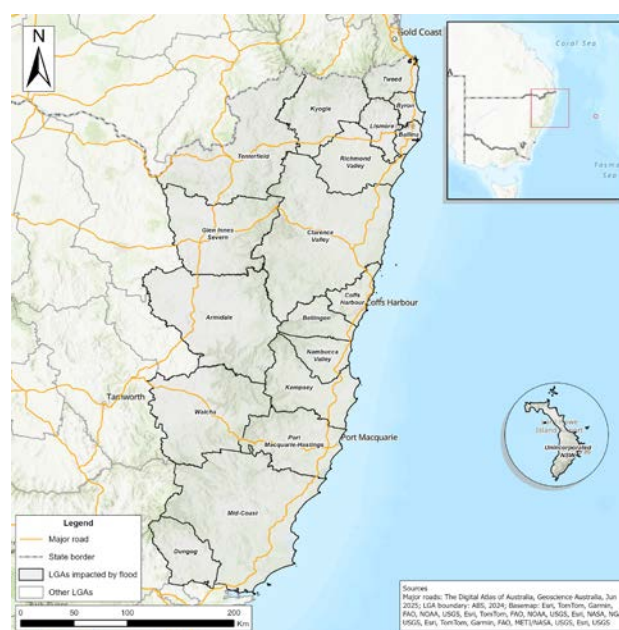 N
Gold Coast
Coral Sea
Tweed
Kyogle
Byron
Lismore
Ballina
Tenterfield
Richmond
Valley
Tasman
Sea
Glen Innes
Severn
Clarence
Valley
Coffs
Harbour
Coffs Harbour
Armidale
Bellingen
Nambucca
Valley
Kempsey
Tamworth
Walcha
Port
Macquarie-Hastings
Port Macquarie
Unincorporated
NSW
Mid-Coast
Dungog
Legend
Major road
State border
LGAs impacted by flood
Other LGAs
0 50 100 200
Km
Sources
Major roads: The Digital Atlas of Australia, Geoscience Australia, Jun
2025; LGA boundary: ABS, 2024; Basemap: Esri, TomTom, Garmin,
FAO, NOAA, USGS, Esri, TomTom, FAO, NOAA, USGS, Esri, NASA, NGA,
USGS, Esri, TomTom, Garmin, FAO, METI/NASA, USGS, Esri, USGS